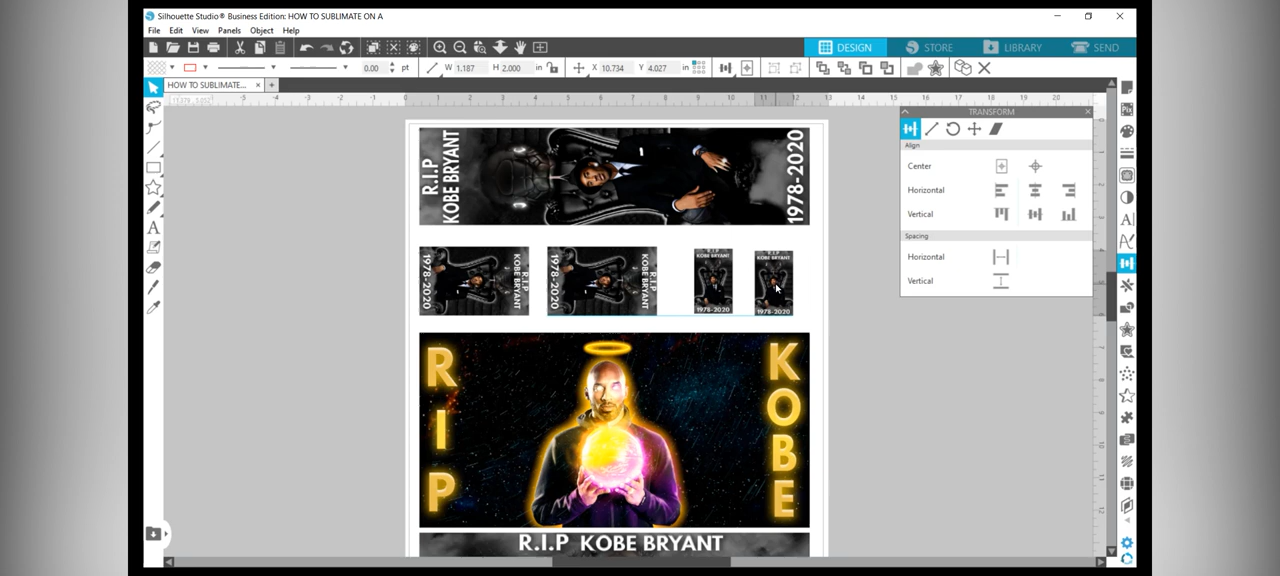 Silhouette Studio® Business Edition: HOW TO SUBLIMATE ON A
File Edit View Panels Object Help
DESIGN STORE LIBRARY SEND
0.00 pt W 1.187 H 2.000 in X 10.734 Y 4.027 in
HOW TO SUBLIMATE... × +
TRANSFORM
Align
Center
Horizontal
Vertical
Spacing
Horizontal
Vertical
R.I.P
KOBE BRYANT
1978-2020
1978-2020
R.I.P
KOBE BRYANT
1978-2020
R.I.P
KOBE BRYANT
R.I.P
KOBE BRYANT
1978-2020
R.I.P
KOBE BRYANT
1978-2020
R
I
P
K
O
B
E
R.I.P KOBE BRYANT